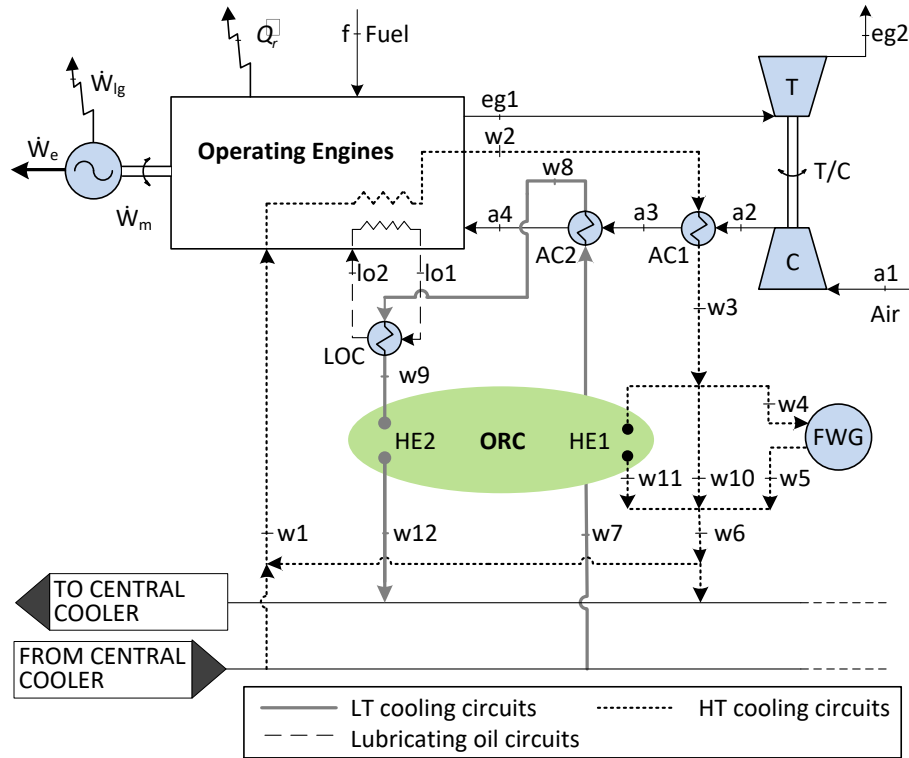 eg2
Q̇r
f Fuel
Ẇlg
eg1
T
w2
Operating Engines
w8
Ẇe
T/C
a4
a3
a2
Ẇm
AC2
AC1
C
lo2
lo1
a1
w3
Air
LOC
w9
w4
HE2
ORC
HE1
FWG
w11
w10
w5
w1
w12
w7
w6
TO CENTRAL
COOLER
FROM CENTRAL
COOLER
LT cooling circuits
HT cooling circuits
Lubricating oil circuits